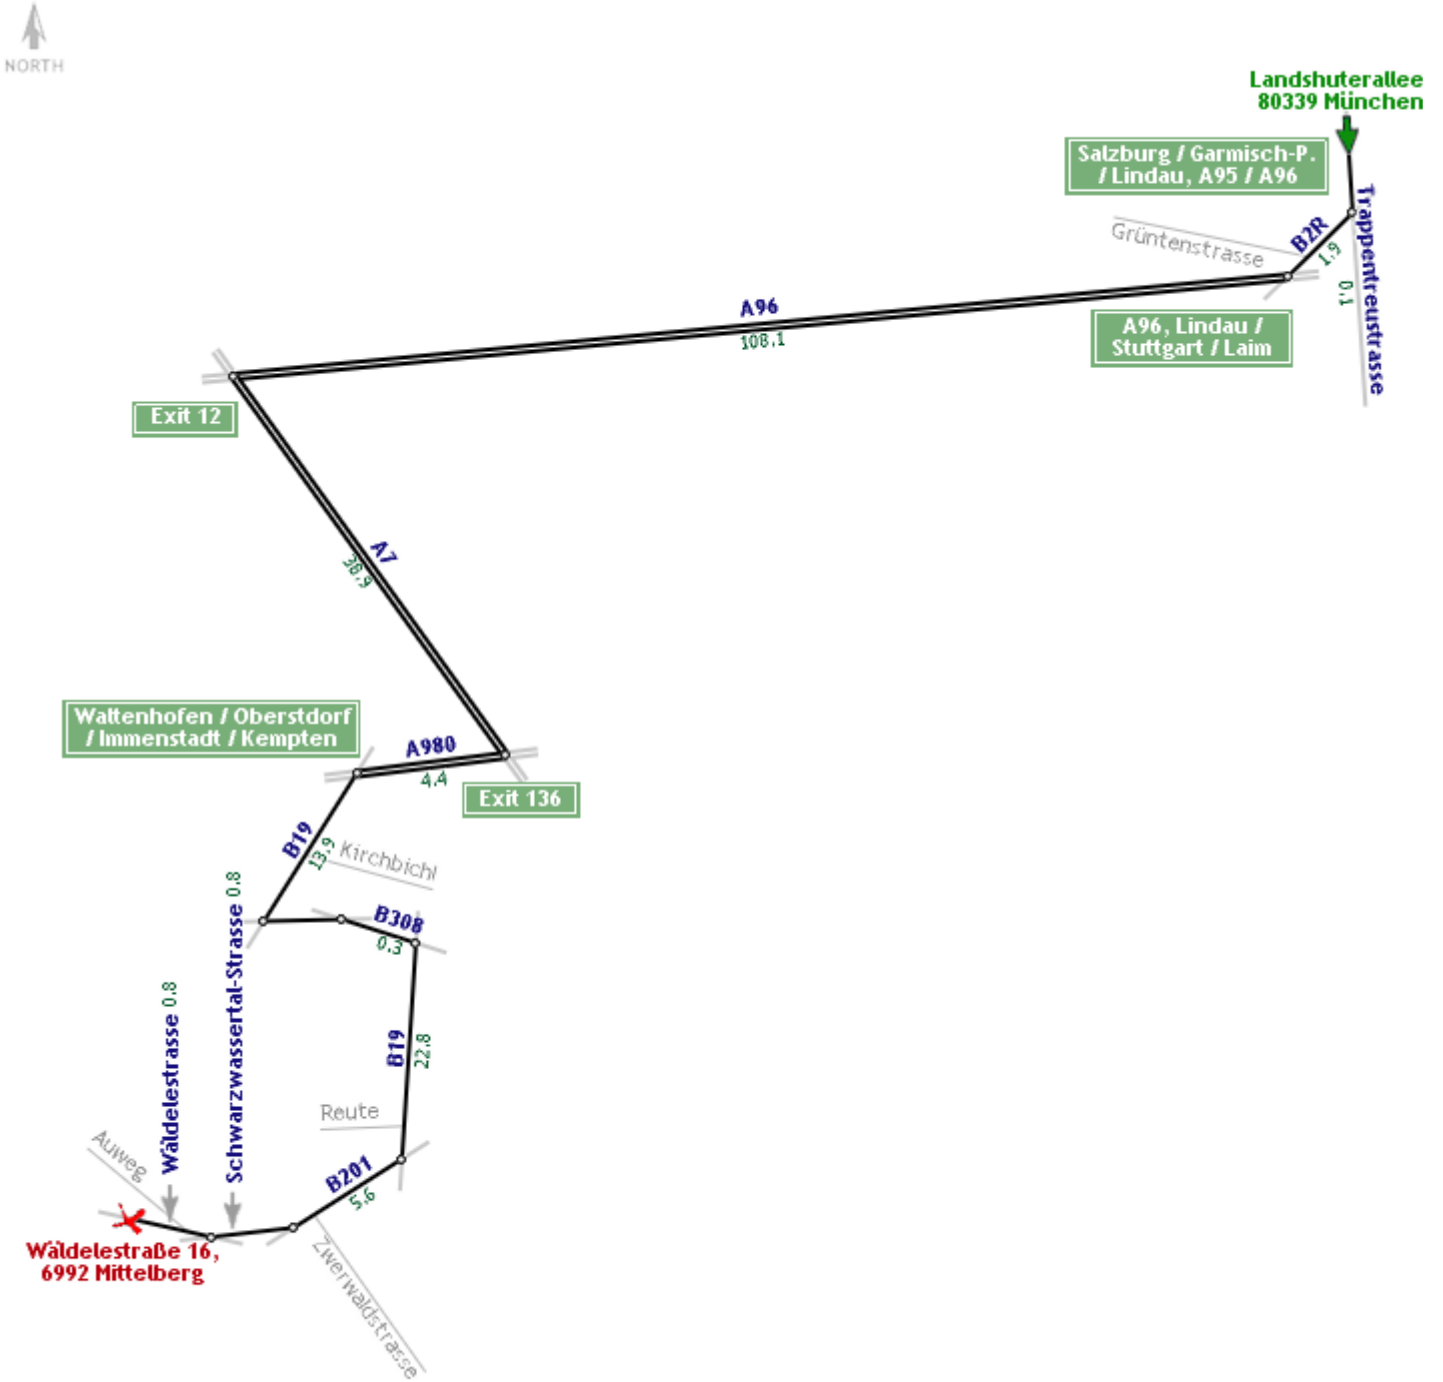 NORTH
Landshuterallee
80339 München
Salzburg / Garmisch-P.
/ Lindau, A95 / A96
Trappentreustrasse
0.1
B2R
1.9
Grüntenstrasse
A96
108.1
A96, Lindau /
Stuttgart / Laim
Exit 12
A7
38.9
Waltenhofen / Oberstdorf
/ Immenstadt / Kempten
A980
4.4
Exit 136
B19
13.9
Kirchbichl
B308
0.3
B19
22.8
Reute
B201
5.6
Zwerwaldstrasse
Schwarzwassertal-Strasse 0.8
Wäldelestrasse 0.8
Auweg
Wäldelestraße 16,
6992 Mittelberg